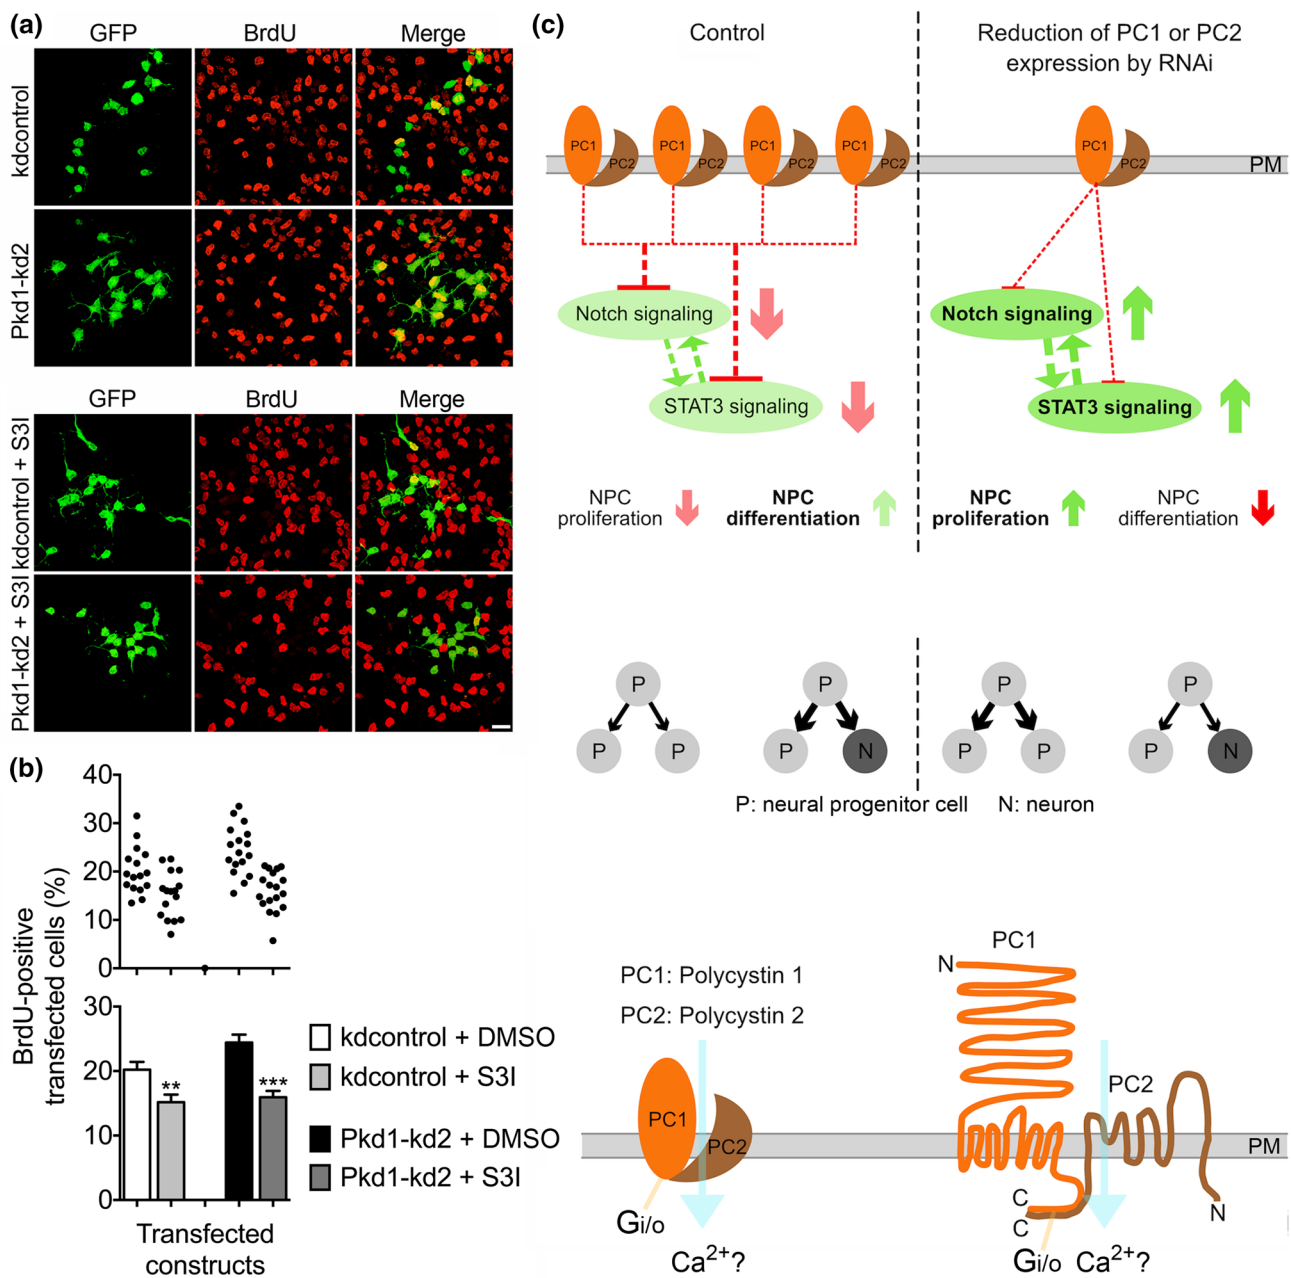 (a)
GFP BrdU Merge
kdcontrol
Pkd1-kd2
GFP BrdU Merge
kdcontrol + S3I
Pkd1-kd2 + S3I
(b)
BrdU-positive
transfected cells (%)
40
30
20
10
0
30
20
10
0
** ***
Transfected
constructs
kdcontrol + DMSO
kdcontrol + S3I
Pkd1-kd2 + DMSO
Pkd1-kd2 + S3I
(c)
Control
Reduction of PC1 or PC2
expression by RNAi
PC1 PC2 PC1 PC2 PC1 PC2 PC1 PC2
PC1 PC2 PM
Notch signaling
STAT3 signaling
Notch signaling
STAT3 signaling
NPC
proliferation
NPC
differentiation
NPC
proliferation
NPC
differentiation
P P P P
P P P N P P P N
P: neural progenitor cell N: neuron
PC1: Polycystin 1
PC2: Polycystin 2
PC1
PC2
Gi/o
Ca2+?
PC1
N
PC2
PM
C
C
N
Gi/o Ca2+?